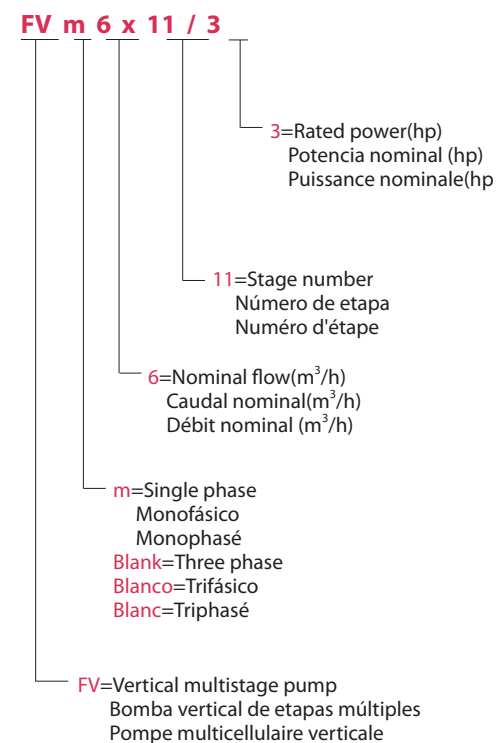 FV m 6 x 11 / 3
3=Rated power(hp)
Potencia nominal (hp)
Puissance nominale(hp
11=Stage number
Número de etapa
Numéro d'étape
6=Nominal flow(m³/h)
Caudal nominal(m³/h)
Débit nominal (m³/h)
m=Single phase
Monofásico
Monophasé
Blank=Three phase
Blanco=Trifásico
Blanc=Triphasé
FV=Vertical multistage pump
Bomba vertical de etapas múltiples
Pompe multicellulaire verticale